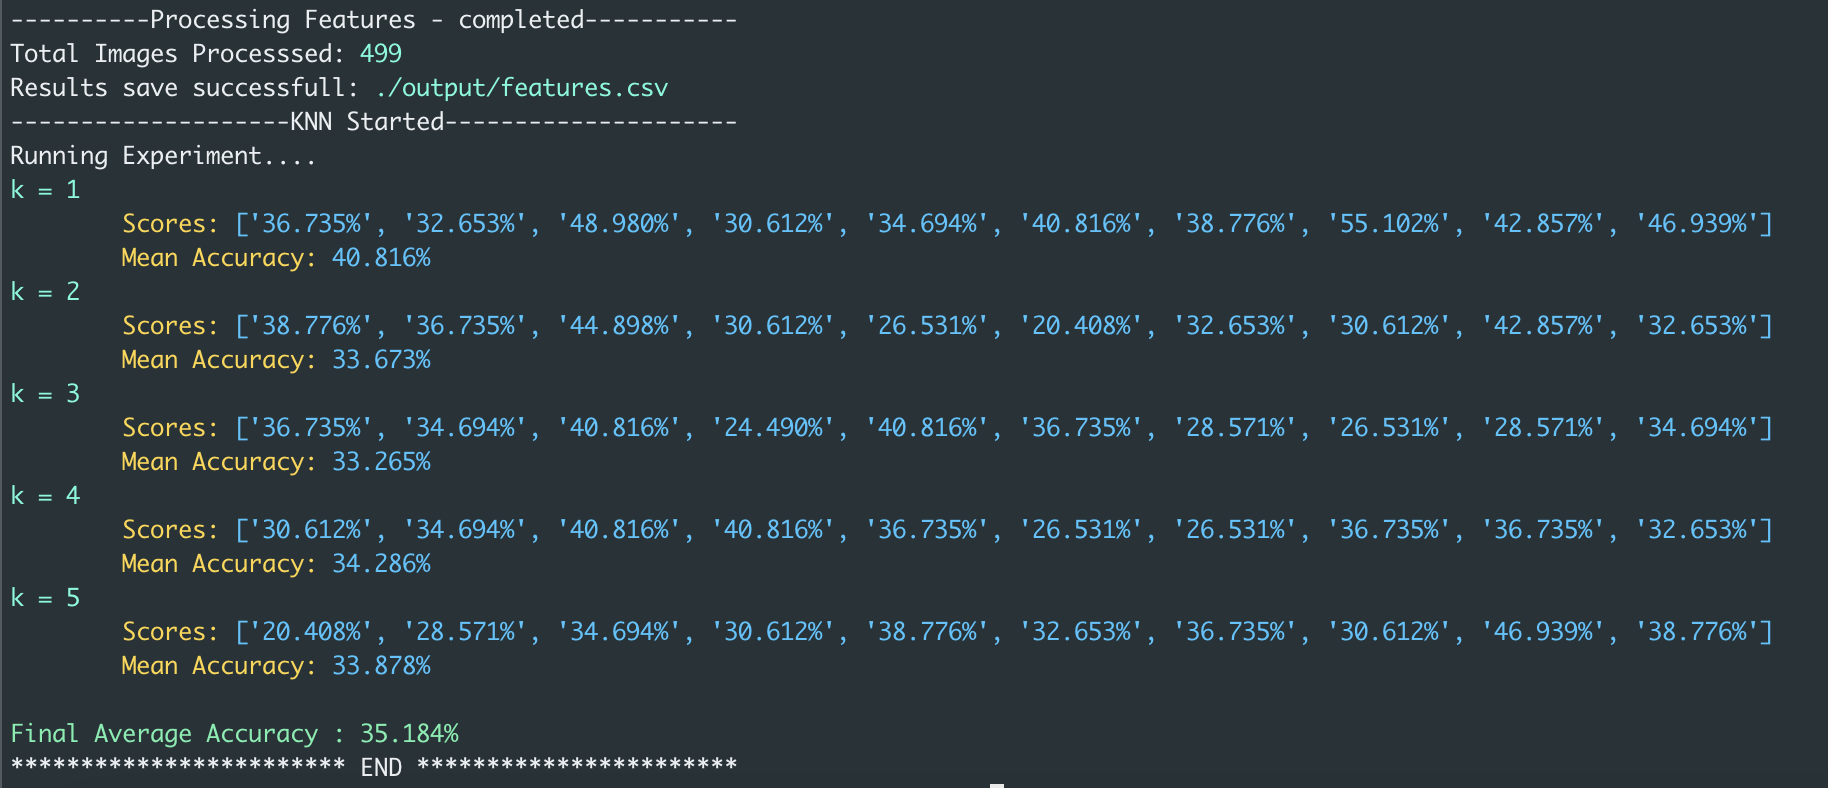 ----------Processing Features - completed-----------
Total Images Processsed: 499
Results save successfull: ./output/features.csv
--------------------KNN Started---------------------
Running Experiment....
k = 1
Scores: ['36.735%', '32.653%', '48.980%', '30.612%', '34.694%', '40.816%', '38.776%', '55.102%', '42.857%', '46.939%']
Mean Accuracy: 40.816%
k = 2
Scores: ['38.776%', '36.735%', '44.898%', '30.612%', '26.531%', '20.408%', '32.653%', '30.612%', '42.857%', '32.653%']
Mean Accuracy: 33.673%
k = 3
Scores: ['36.735%', '34.694%', '40.816%', '24.490%', '40.816%', '36.735%', '28.571%', '26.531%', '28.571%', '34.694%']
Mean Accuracy: 33.265%
k = 4
Scores: ['30.612%', '34.694%', '40.816%', '40.816%', '36.735%', '26.531%', '26.531%', '36.735%', '36.735%', '32.653%']
Mean Accuracy: 34.286%
k = 5
Scores: ['20.408%', '28.571%', '34.694%', '30.612%', '38.776%', '32.653%', '36.735%', '30.612%', '46.939%', '38.776%']
Mean Accuracy: 33.878%
Final Average Accuracy : 35.184%
************************ END ***********************